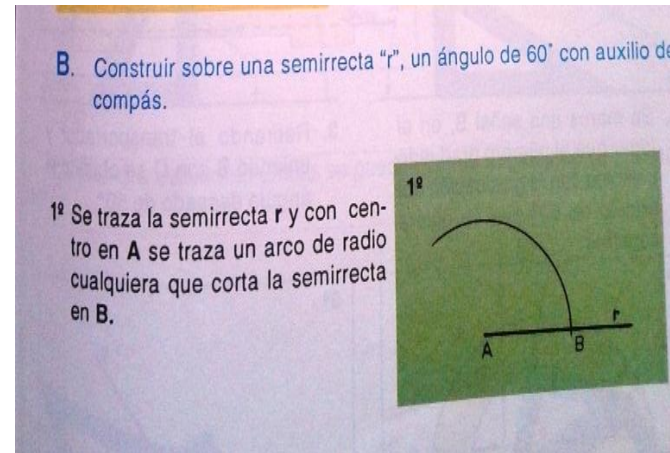 B. Construir sobre una semirrecta “r”, un ángulo de 60° con auxilio de
compás.
1º Se traza la semirrecta r y con cen-
tro en A se traza un arco de radio
cualquiera que corta la semirrecta
en B.
1º
r
A
B